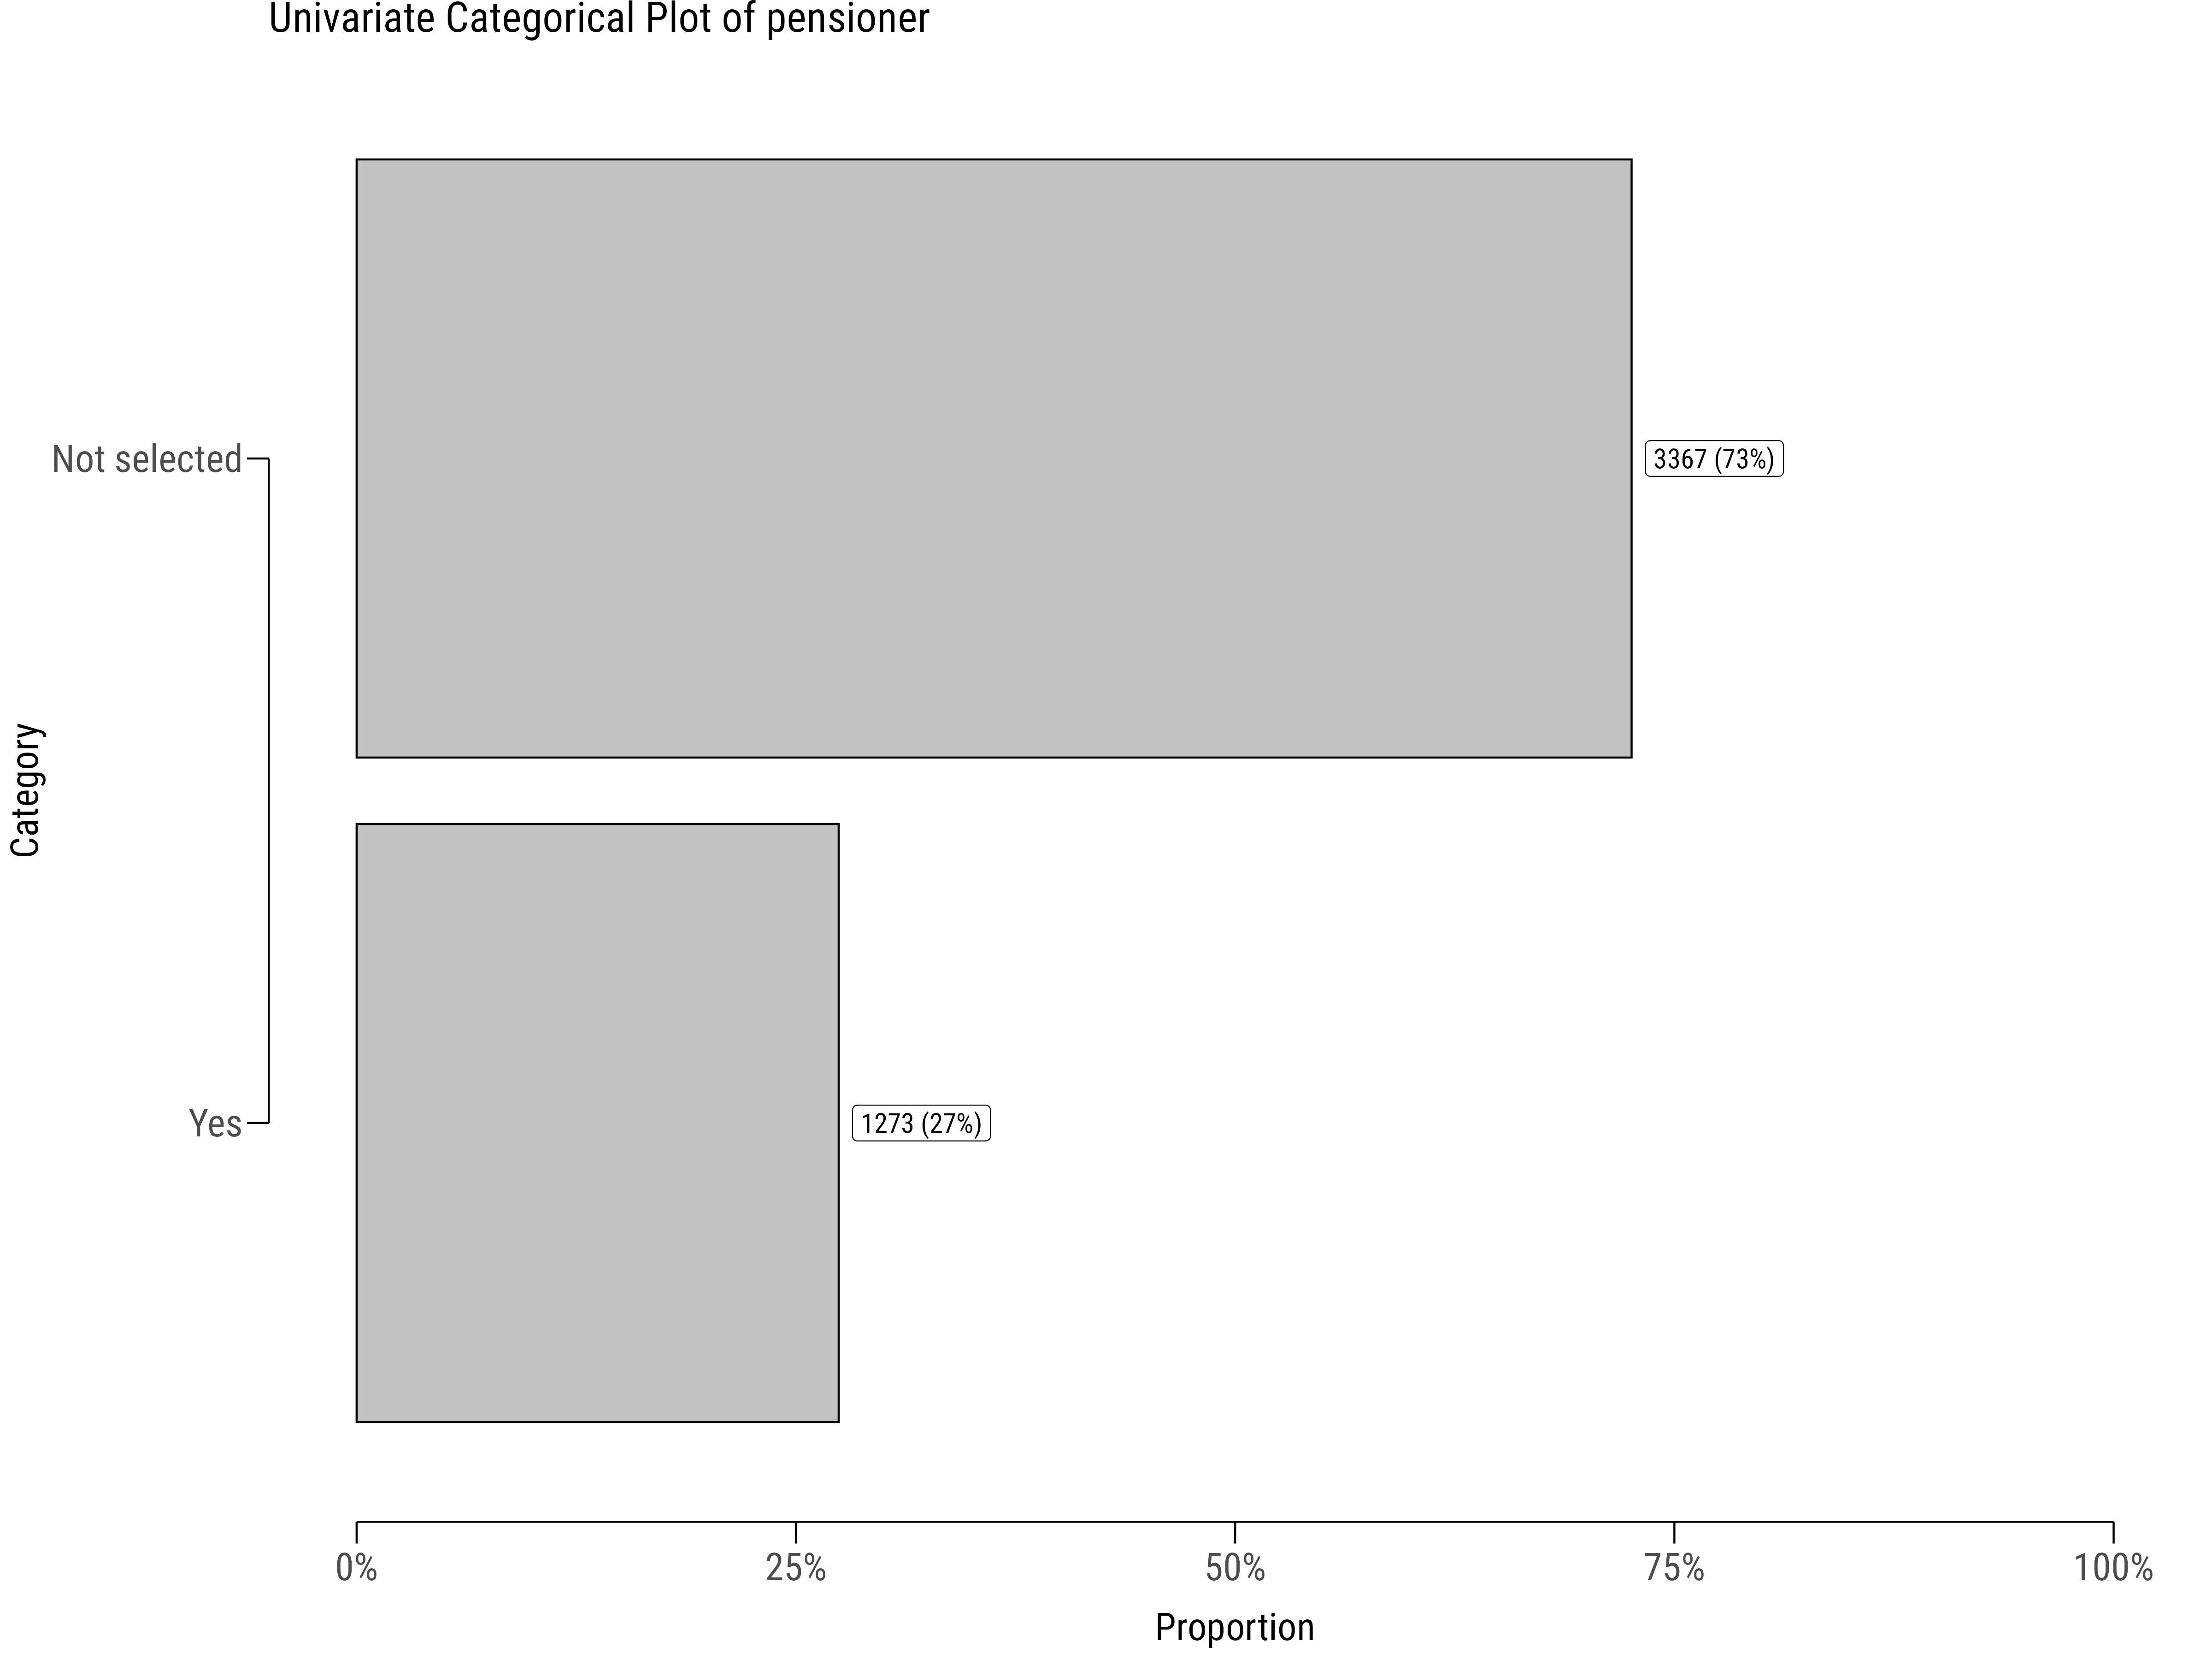 Univariate Categorical Plot of pensioner
Category
Not selected
3367 (73%)
Yes
1273 (27%)
0%
25%
50%
75%
100%
Proportion